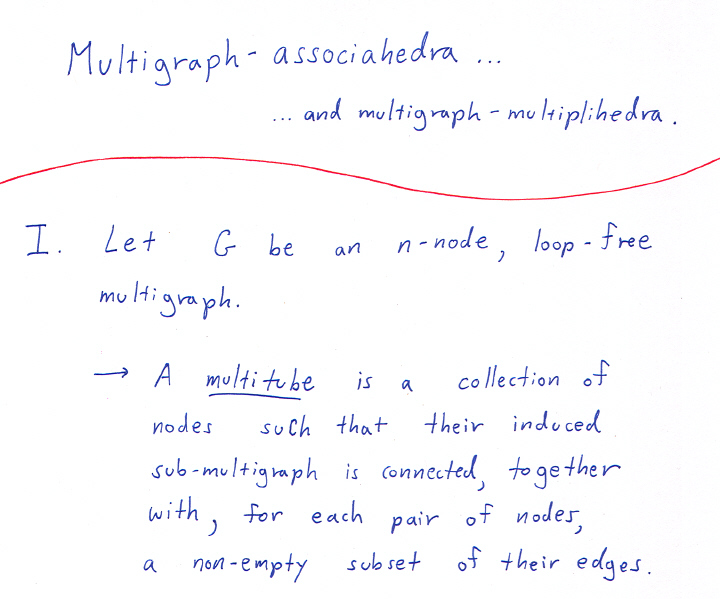 Multigraph - associahedra ...
... and multigraph - multiplihedra.
I. Let G be an n-node, loop-free
multigraph.
→ A multitube is a collection of
nodes such that their induced
sub-multigraph is connected, together
with, for each pair of nodes,
a non-empty subset of their edges.